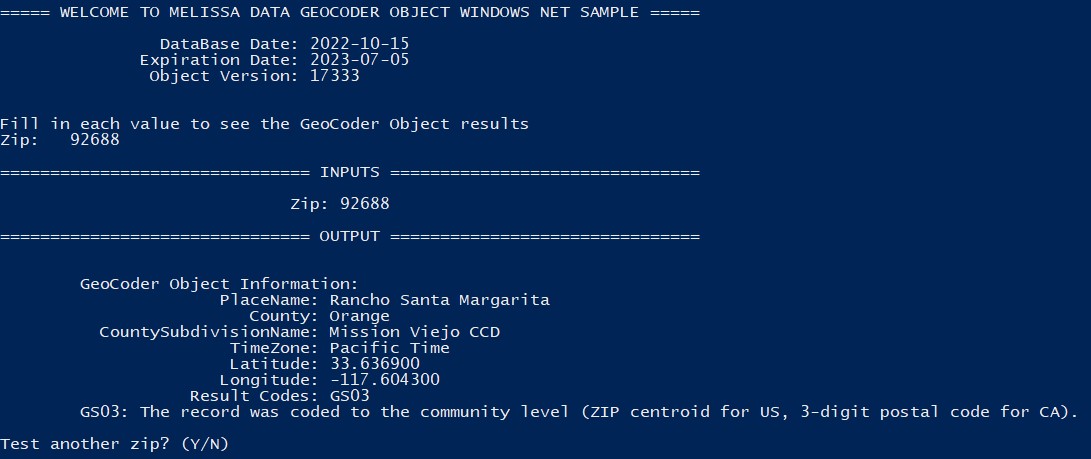 ===== WELCOME TO MELISSA DATA GEOCODER OBJECT WINDOWS NET SAMPLE =====
DataBase Date: 2022-10-15
Expiration Date: 2023-07-05
Object Version: 17333
Fill in each value to see the GeoCoder Object results
Zip: 92688
=============================== INPUTS ===============================
Zip: 92688
=============================== OUTPUT ===============================
GeoCoder Object Information:
PlaceName: Rancho Santa Margarita
County: Orange
CountySubdivisionName: Mission Viejo CCD
TimeZone: Pacific Time
Latitude: 33.636900
Longitude: -117.604300
Result Codes: GS03
GS03: The record was coded to the community level (ZIP centroid for US, 3-digit postal code for CA).
Test another zip? (Y/N)